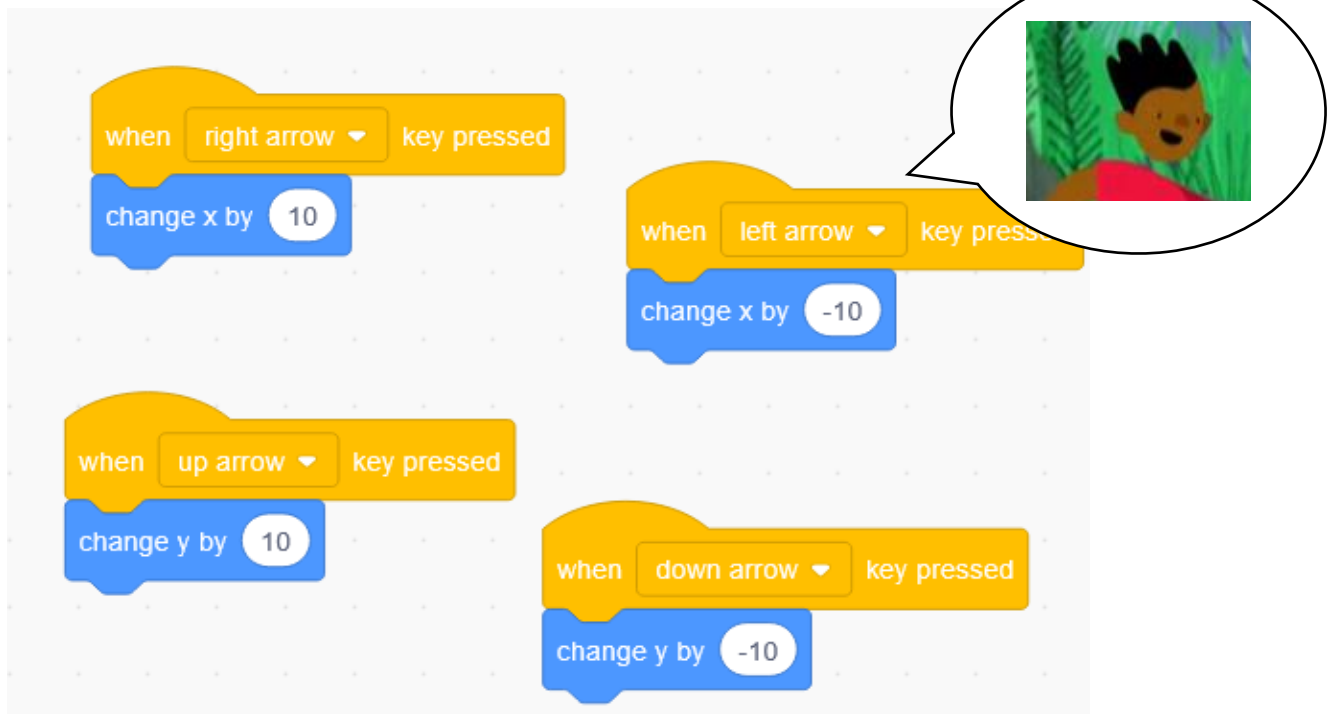 when right arrow key pressed
change x by 10
when left arrow key
change x by -10
when up arrow key pressed
change y by 10
when down arrow key pressed
change y by -10